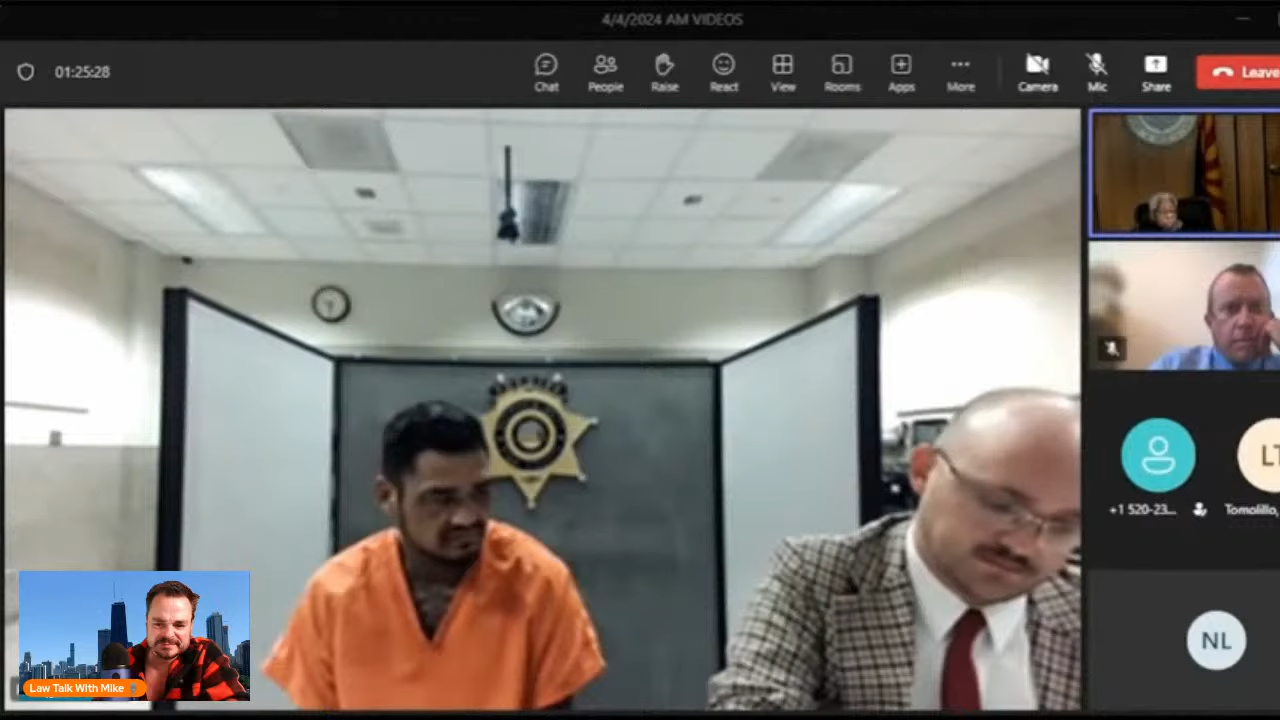 4/4/2024 AM VIDEOS
01:25:28
Chat
People
Raise
React
View
Rooms
Apps
More
Camera
Mic
Share
Leave
+1 520-23...
LT
Tomolillo,
NL
Law Talk With Mike